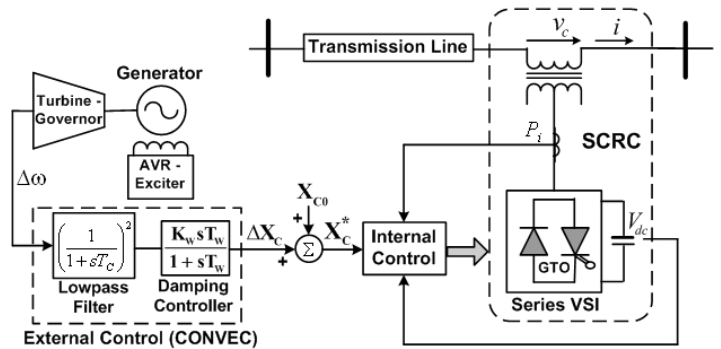 Transmission Line
v_c
i
Generator
Turbine -
Governor
AVR -
Exciter
P_i
SCRC
Δω
X_C0
+
(1/(1+sT_C))^2
K_W sT_W
1 + sT_W
ΔX_C
+
Σ
X_C^*
Internal
Control
V_dc
GTO
Lowpass
Filter
Damping
Controller
Series VSI
External Control (CONVEC)